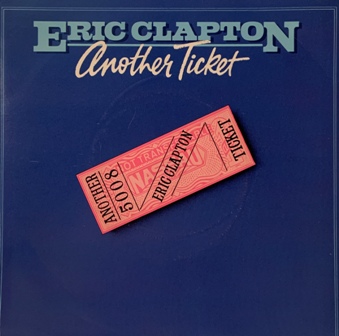 ERIC CLAPTON
Another Ticket
ANOTHER
5008
ERIC CLAPTON
TICKET